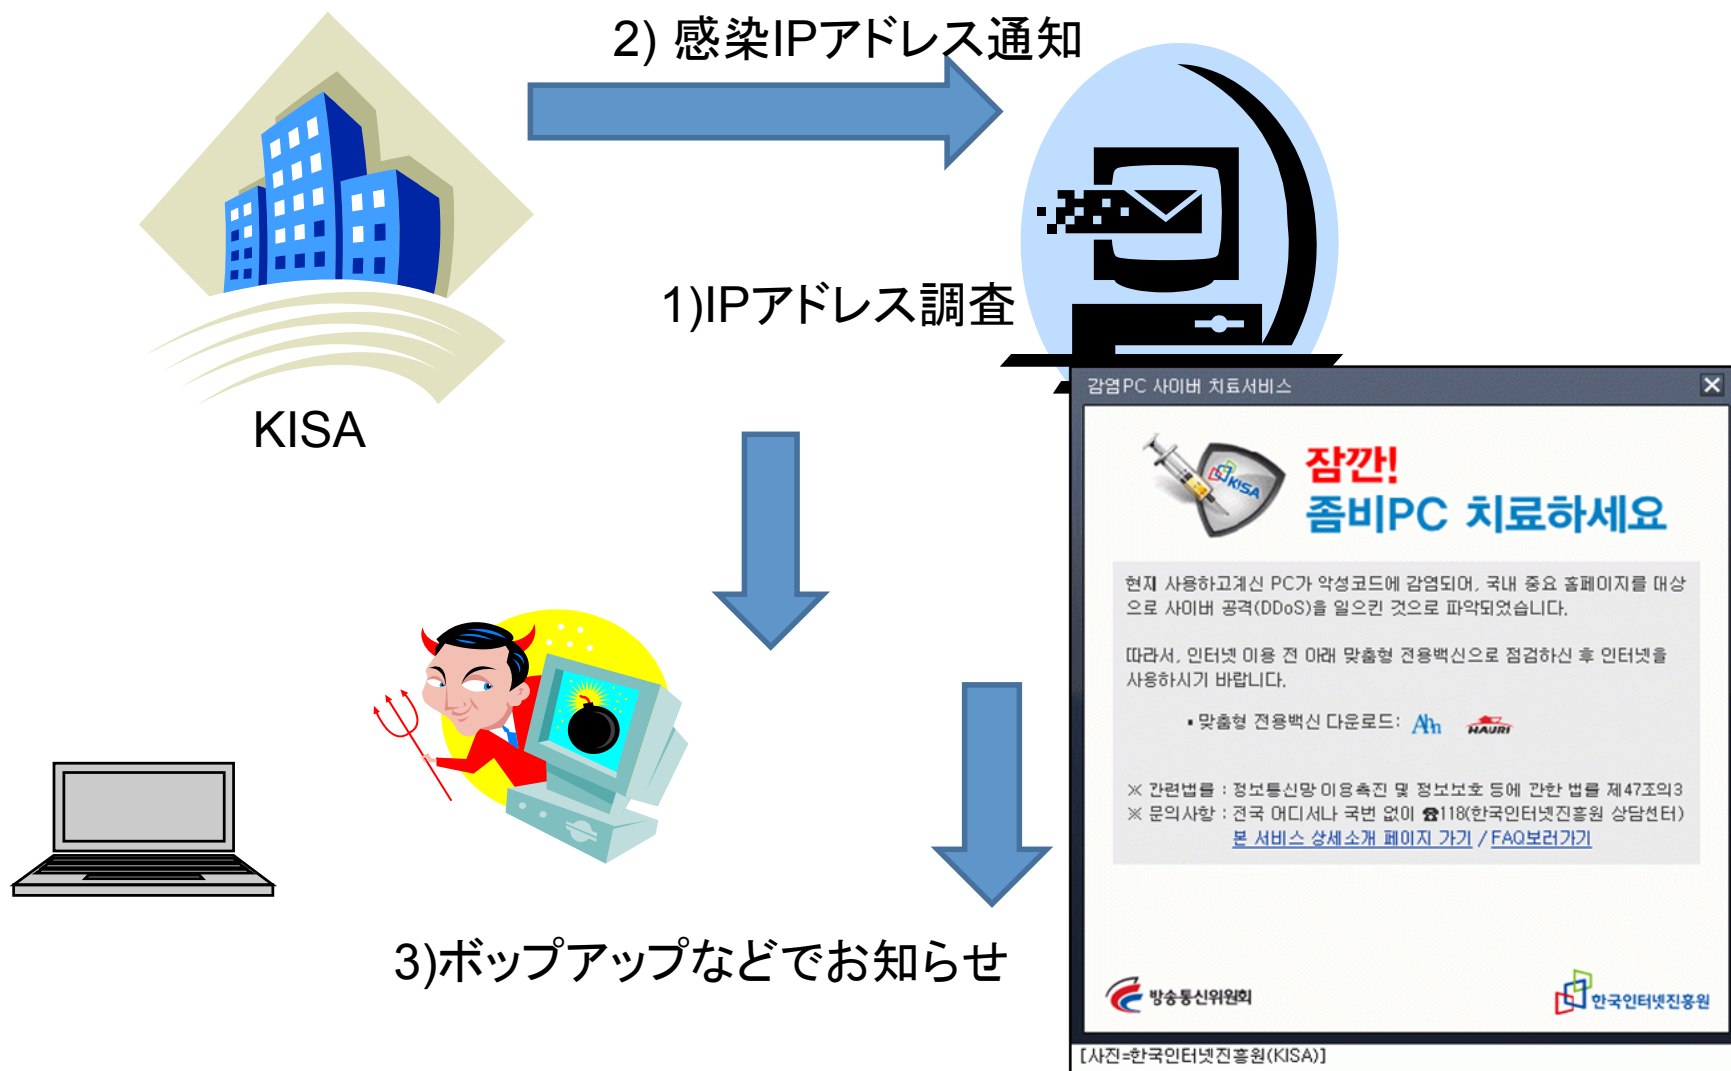 2) 感染IPアドレス通知
1)IPアドレス調査
KISA
3)ボップアップなどでお知らせ
감염PC 사이버 치료서비스
KISA
잠깐!
좀비PC 치료하세요
현재 사용하고계신 PC가 악성코드에 감염되어, 국내 중요 홈페이지를 대상
으로 사이버 공격(DDoS)을 일으킨 것으로 파악되었습니다.
따라서, 인터넷 이용 전 아래 맞춤형 전용백신으로 점검하신 후 인터넷을
사용하시기 바랍니다.
▪ 맞춤형 전용백신 다운로드: Ahn HAURI
※ 관련법률 : 정보통신망 이용촉진 및 정보보호 등에 관한 법률 제47조의3
※ 문의사항 : 전국 어디서나 국번 없이 ☎118(한국인터넷진흥원 상담센터)
본 서비스 상세소개 페이지 가기 / FAQ보러가기
방송통신위원회
한국인터넷진흥원
[사진=한국인터넷진흥원(KISA)]